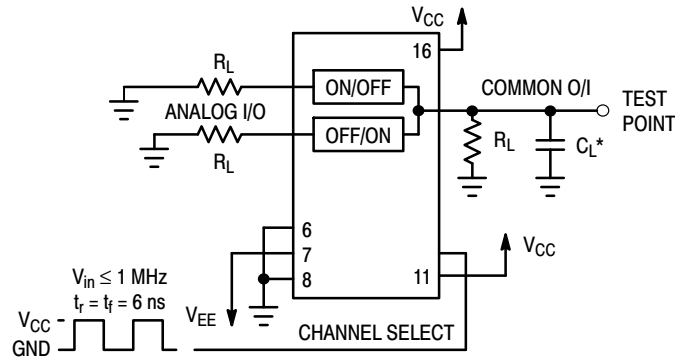 VCC
16
RL
ON/OFF
COMMON O/I
TEST
POINT
ANALOG I/O
OFF/ON
RL
RL
CL*
6
7
8
11
VCC
VEE
Vin ≤ 1 MHz
tr = tf = 6 ns
VCC
GND
CHANNEL SELECT